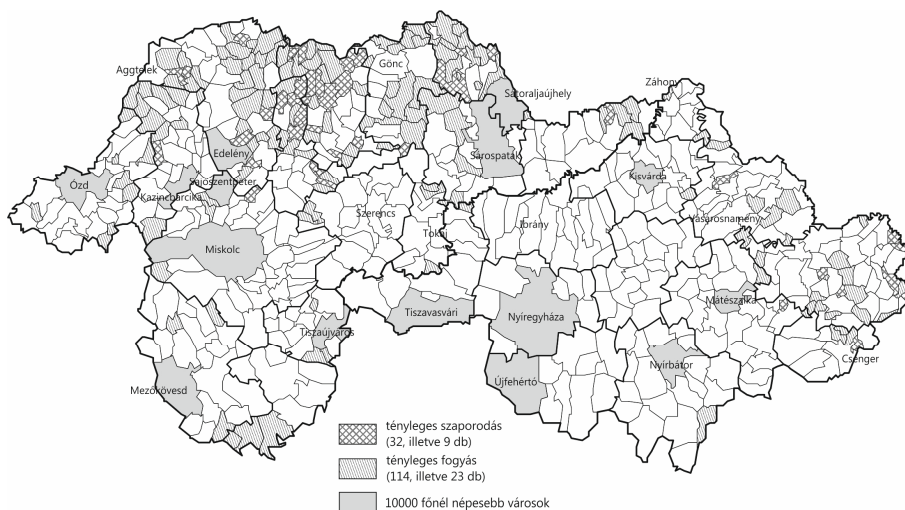 Gönc
Aggtelek
Záhony
Sátoraljaújhely
Edelény
Sárospatak
Kisvárda
Ózd
Sajószentpéter
Kazincbarcika
Szerencs
Vásárosnamény
Tokaj
Ibrány
Miskolc
Mátészalka
Tiszavasvári
Nyíregyháza
Tiszaújváros
Csenger
Nyírbátor
Újfehértó
Mezőkövesd
tényleges szaporodás
(32, illetve 9 db)
tényleges fogyás
(114, illetve 23 db)
10000 főnél népesebb városok